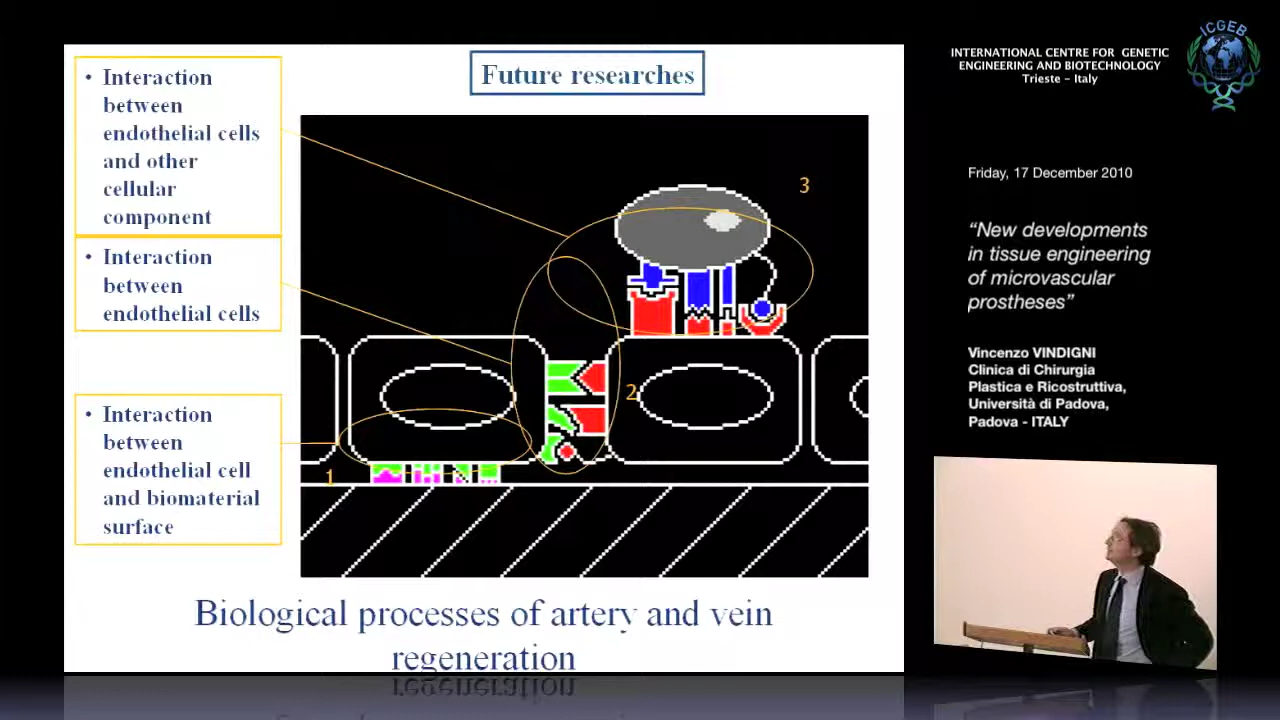 Future researches
• Interaction
between
endothelial cells
and other
cellular
component
• Interaction
between
endothelial cells
• Interaction
between
endothelial cell
and biomaterial
surface
3
2
1
Biological processes of artery and vein
regeneration
ICGEB
INTERNATIONAL CENTRE FOR GENETIC
ENGINEERING AND BIOTECHNOLOGY
Trieste - Italy
Friday, 17 December 2010
“New developments
in tissue engineering
of microvascular
prostheses”
Vincenzo VINDIGNI
Clinica di Chirurgia
Plastica e Ricostruttiva,
Università di Padova,
Padova - ITALY